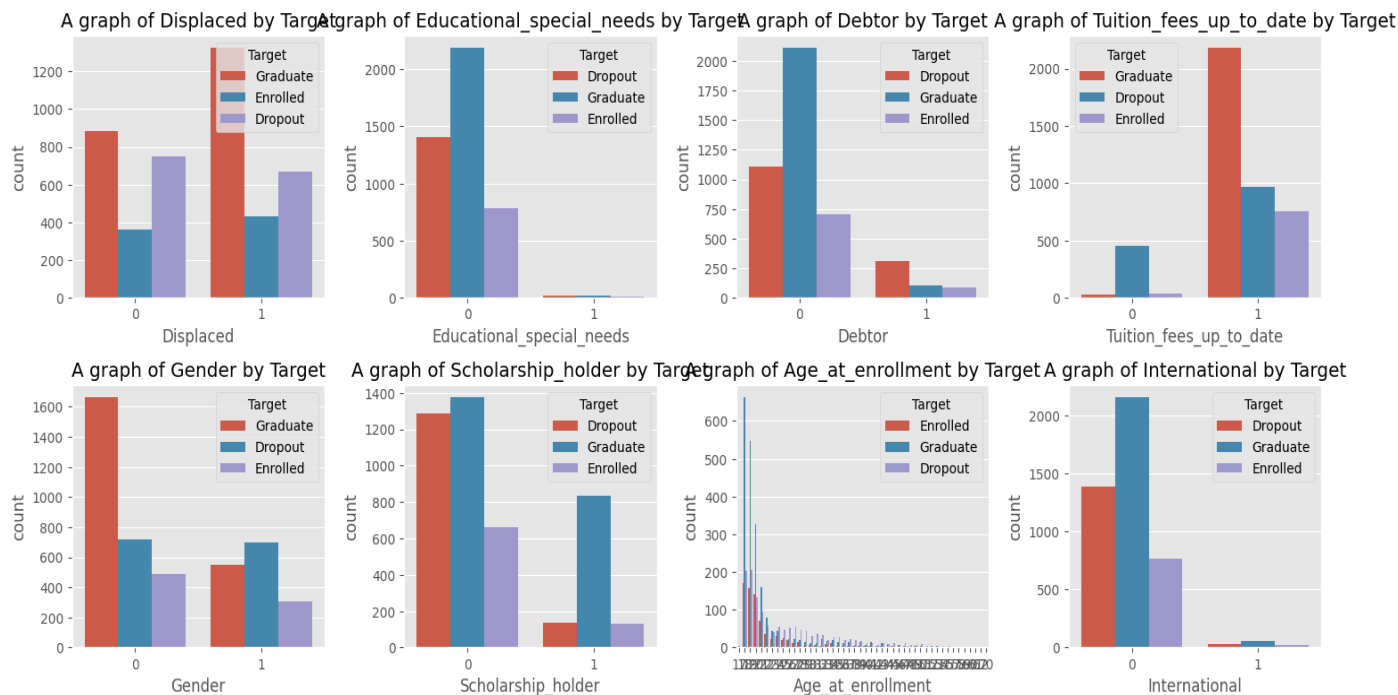 A graph of Displaced by Target
Target
Graduate
Enrolled
Dropout
count
1200
1000
800
600
400
200
0
0 1
Displaced
A graph of Educational_special_needs by Target
Target
Dropout
Graduate
Enrolled
count
2000
1500
1000
500
0
0 1
Educational_special_needs
A graph of Debtor by Target
Target
Dropout
Graduate
Enrolled
count
2000
1750
1500
1250
1000
750
500
250
0
0 1
Debtor
A graph of Tuition_fees_up_to_date by Target
Target
Graduate
Dropout
Enrolled
count
2000
1500
1000
500
0
0 1
Tuition_fees_up_to_date
A graph of Gender by Target
Target
Graduate
Dropout
Enrolled
count
1600
1400
1200
1000
800
600
400
200
0
0 1
Gender
A graph of Scholarship_holder by Target
Target
Dropout
Graduate
Enrolled
count
1400
1200
1000
800
600
400
200
0
0 1
Scholarship_holder
A graph of Age_at_enrollment by Target
Target
Enrolled
Graduate
Dropout
count
600
500
400
300
200
100
0
Age_at_enrollment
A graph of International by Target
Target
Dropout
Graduate
Enrolled
count
2000
1500
1000
500
0
0 1
International